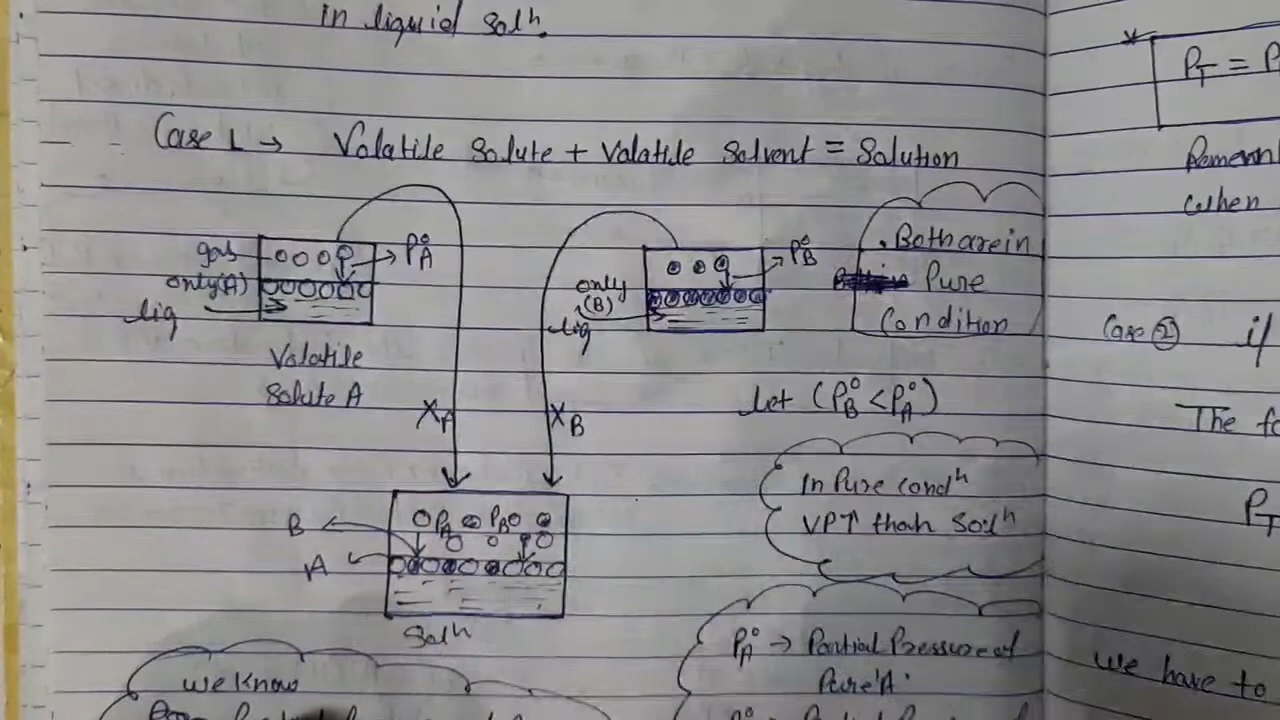 in liquid Solⁿ.
Case 1 → Volatile Solute + Volatile Solvent = Solution
gas
only(A)
liq
P°A
Volatile
Solute A
only
(B)
liq
P°B
. Both are in
Pure
Condition
let (P°B < P°A)
XA
XB
In Pure condⁿ
VP↑ than Solⁿ
B
A
PA
PB
Solⁿ
P°A → Partial Pressure of
Pure 'A'
we know
* PT = P
Rememb
when
Case ② if
The fo
PT
we have to